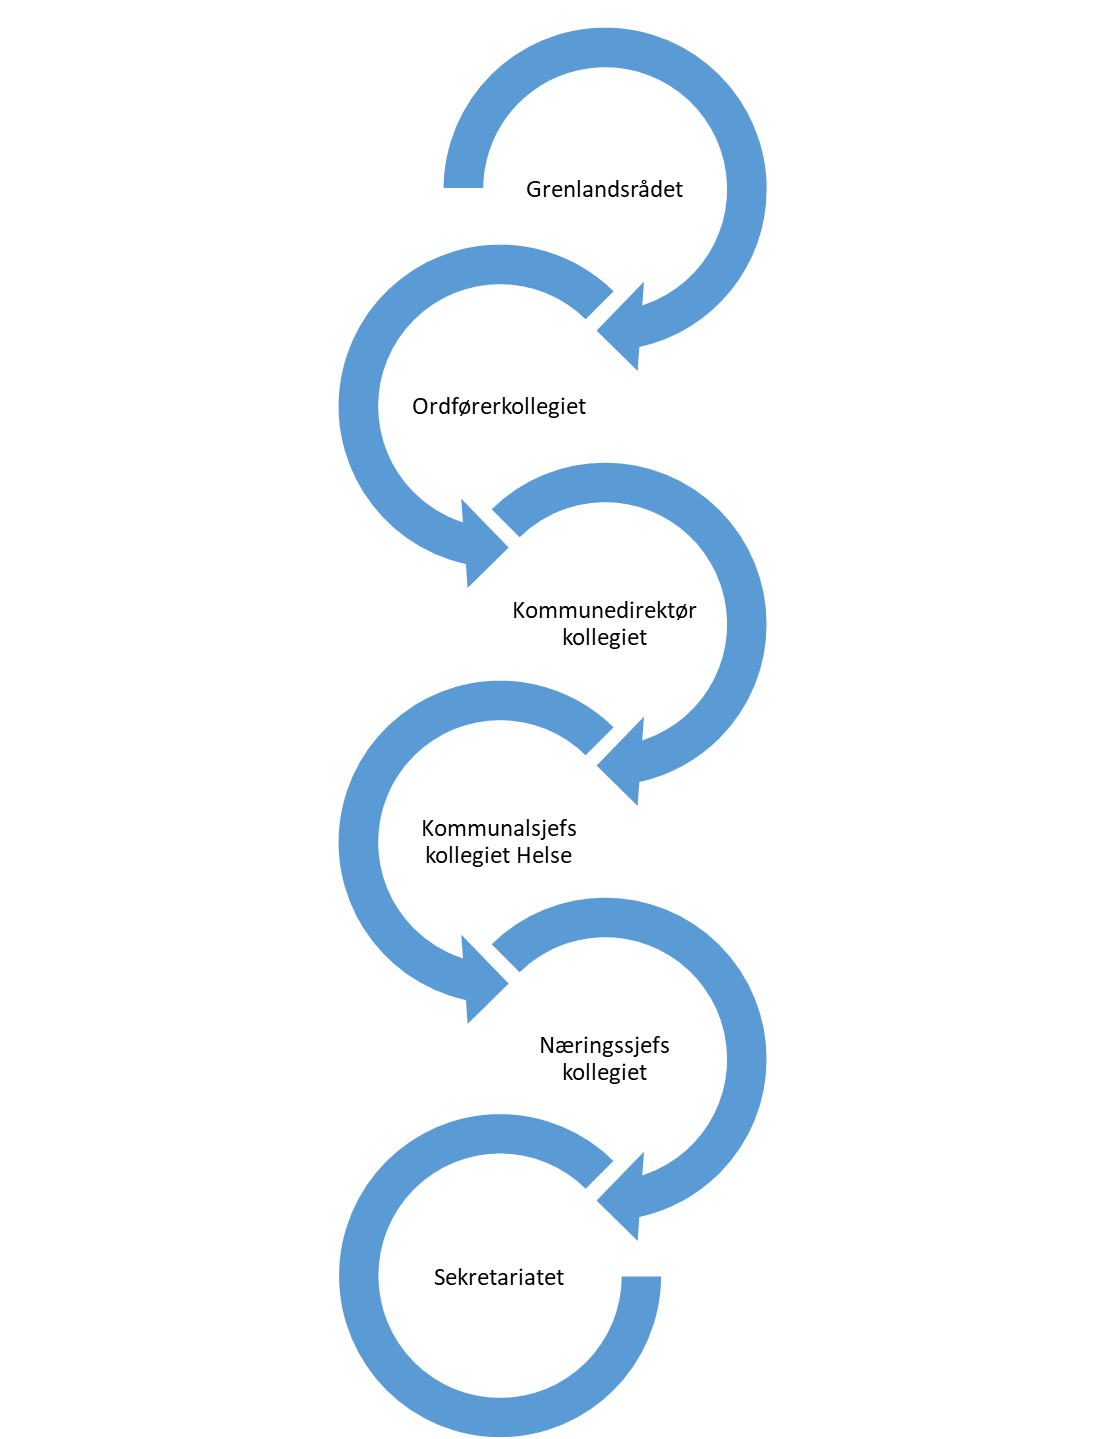 Grenlandsrådet
Ordførerkollegiet
Kommunedirektør
kollegiet
Kommunalsjefs
kollegiet Helse
Næringssjefs
kollegiet
Sekretariatet